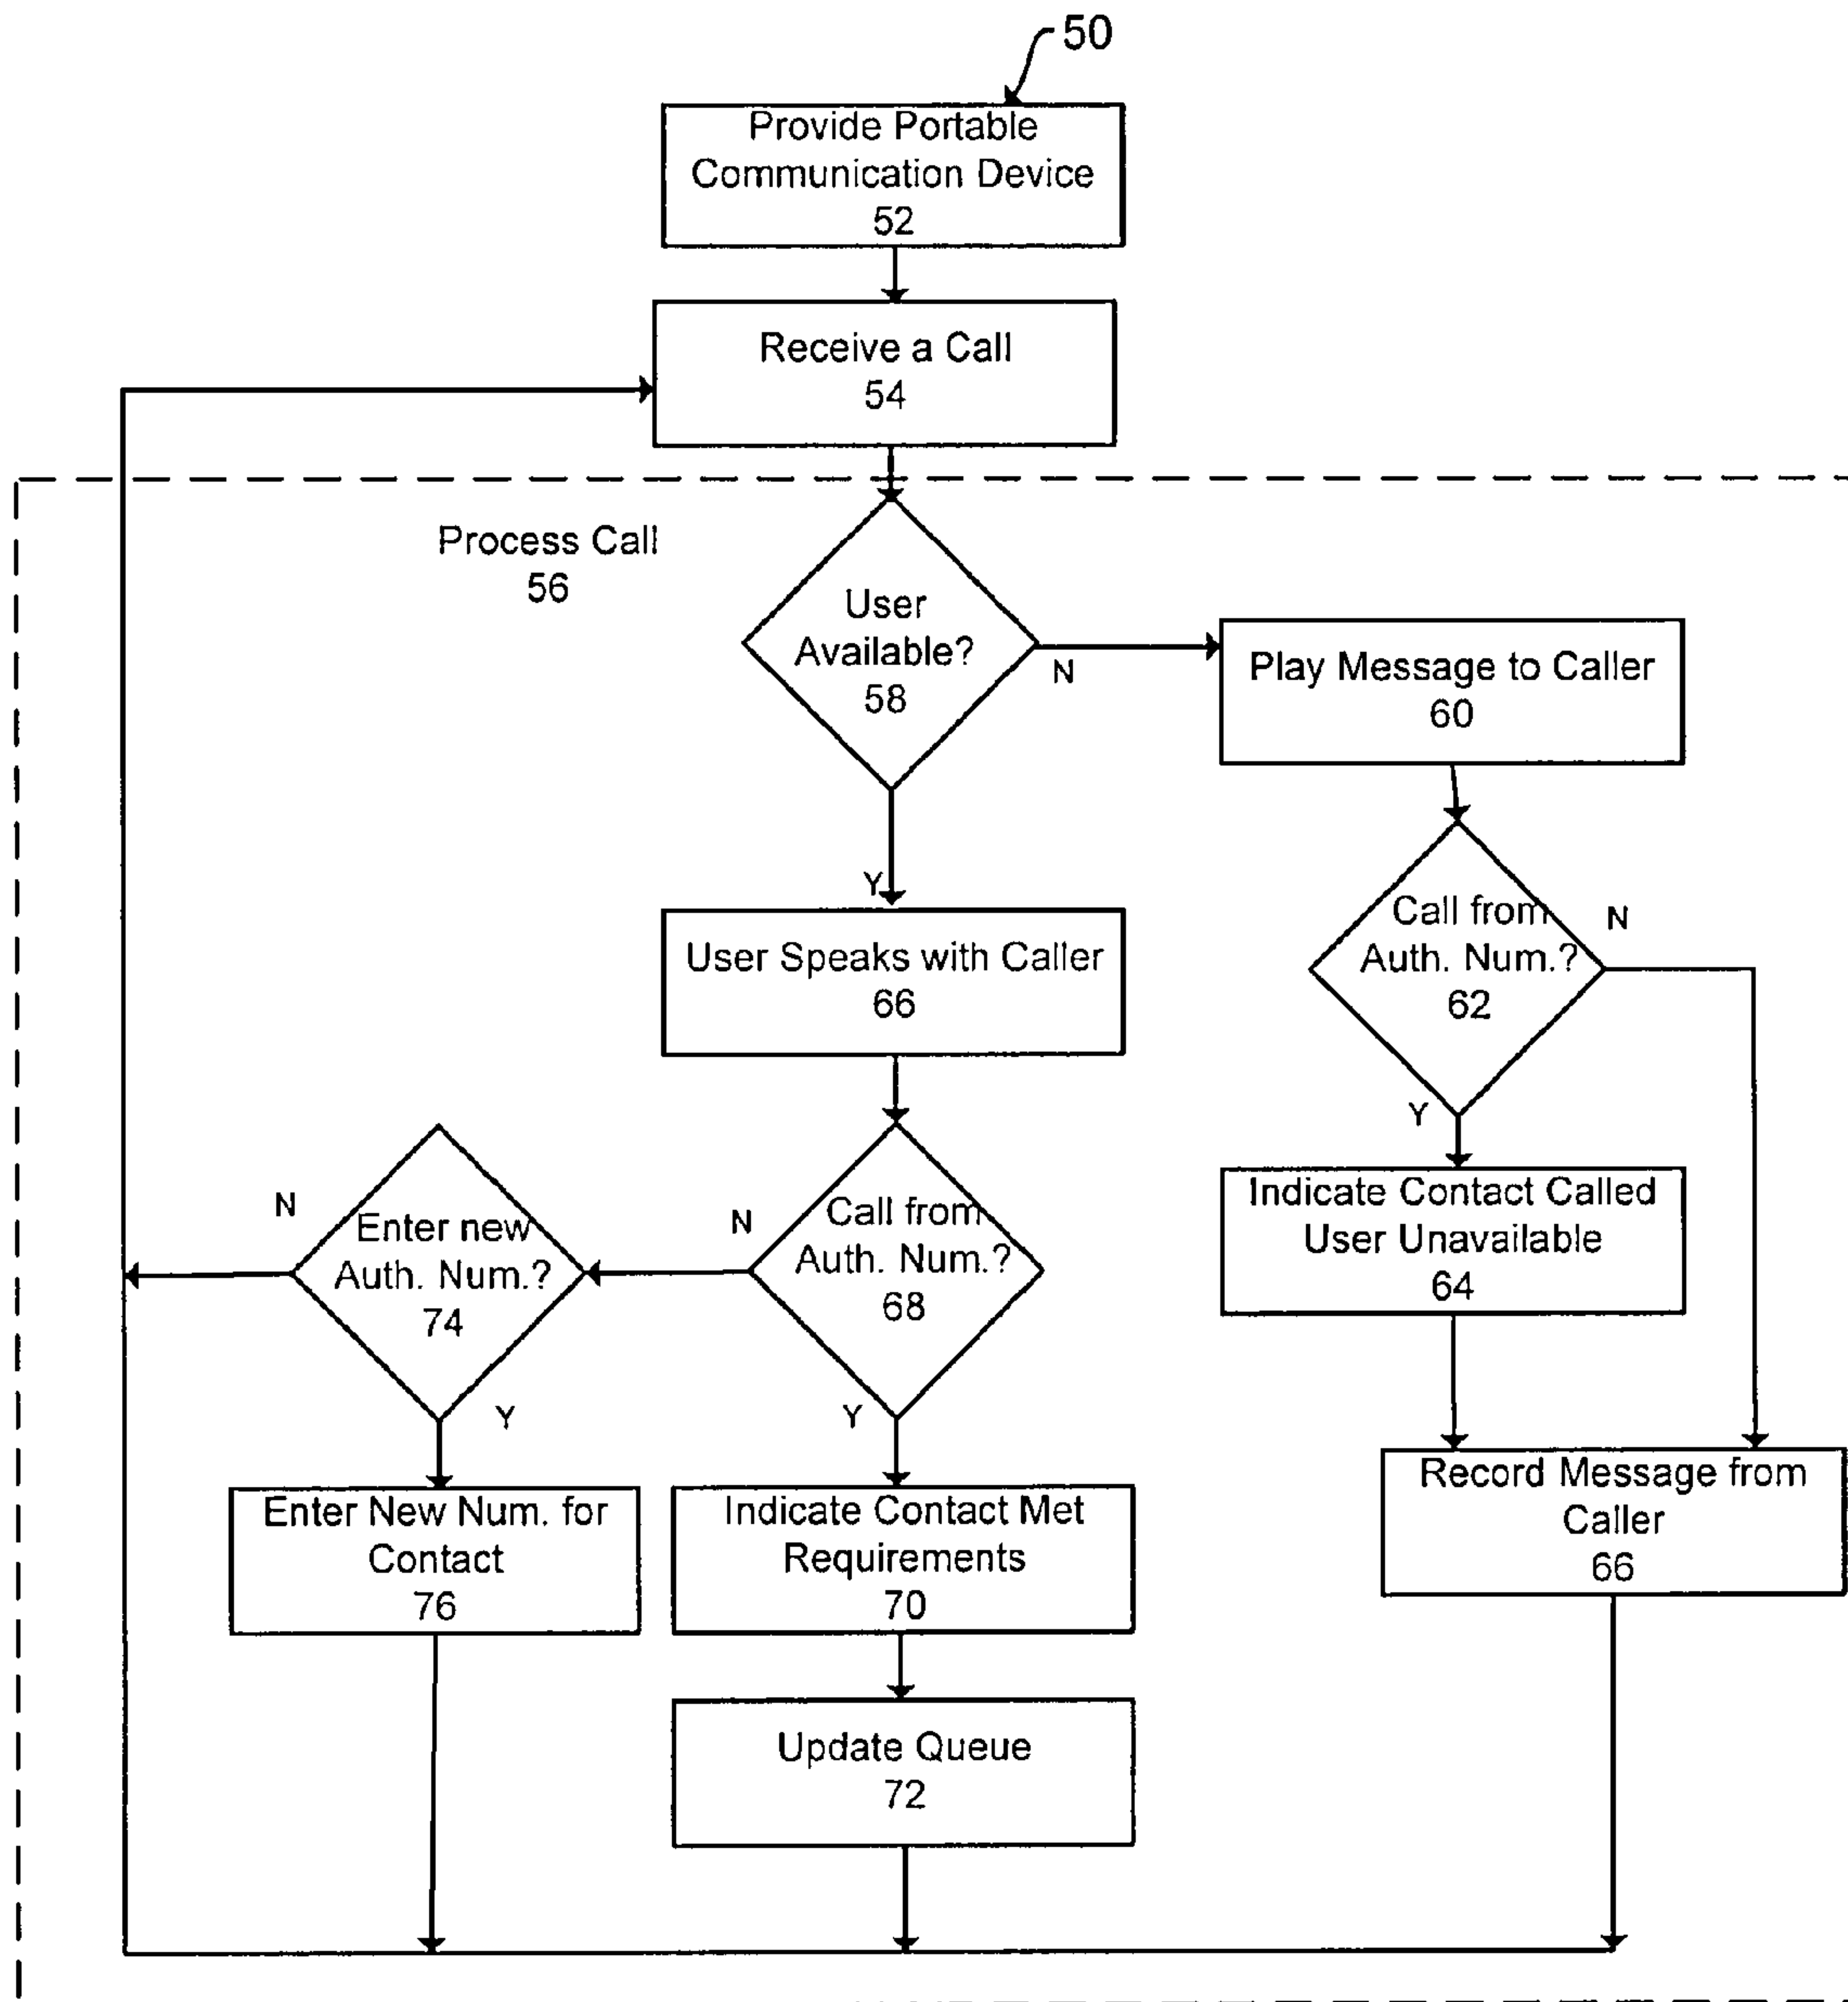 50
Provide Portable
Communication Device
52
Receive a Call
54
Process Call
56
User
Available?
58
N
Play Message to Caller
60
Y
Call from
Auth. Num.?
62
N
Y
User Speaks with Caller
66
Indicate Contact Called
User Unavailable
64
Call from
Auth. Num.?
68
N
Y
Enter new
Auth. Num.?
74
N
Y
Record Message from
Caller
66
Enter New Num. for
Contact
76
Indicate Contact Met
Requirements
70
Update Queue
72